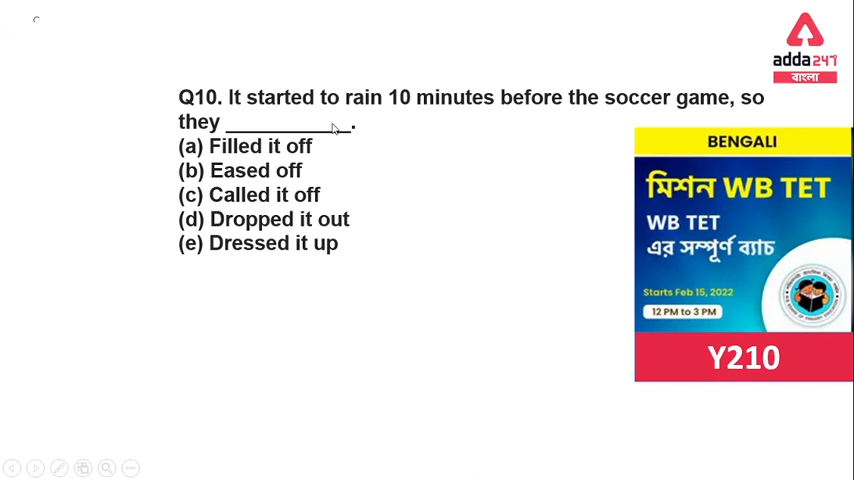 adda247
বাংলা
Q10. It started to rain 10 minutes before the soccer game, so
they ___________.
(a) Filled it off
(b) Eased off
(c) Called it off
(d) Dropped it out
(e) Dressed it up
BENGALI
মিশন WB TET
WB TET
এর সম্পূর্ণ ব্যাচ
Starts Feb 15, 2022
12 PM to 3 PM
Y210